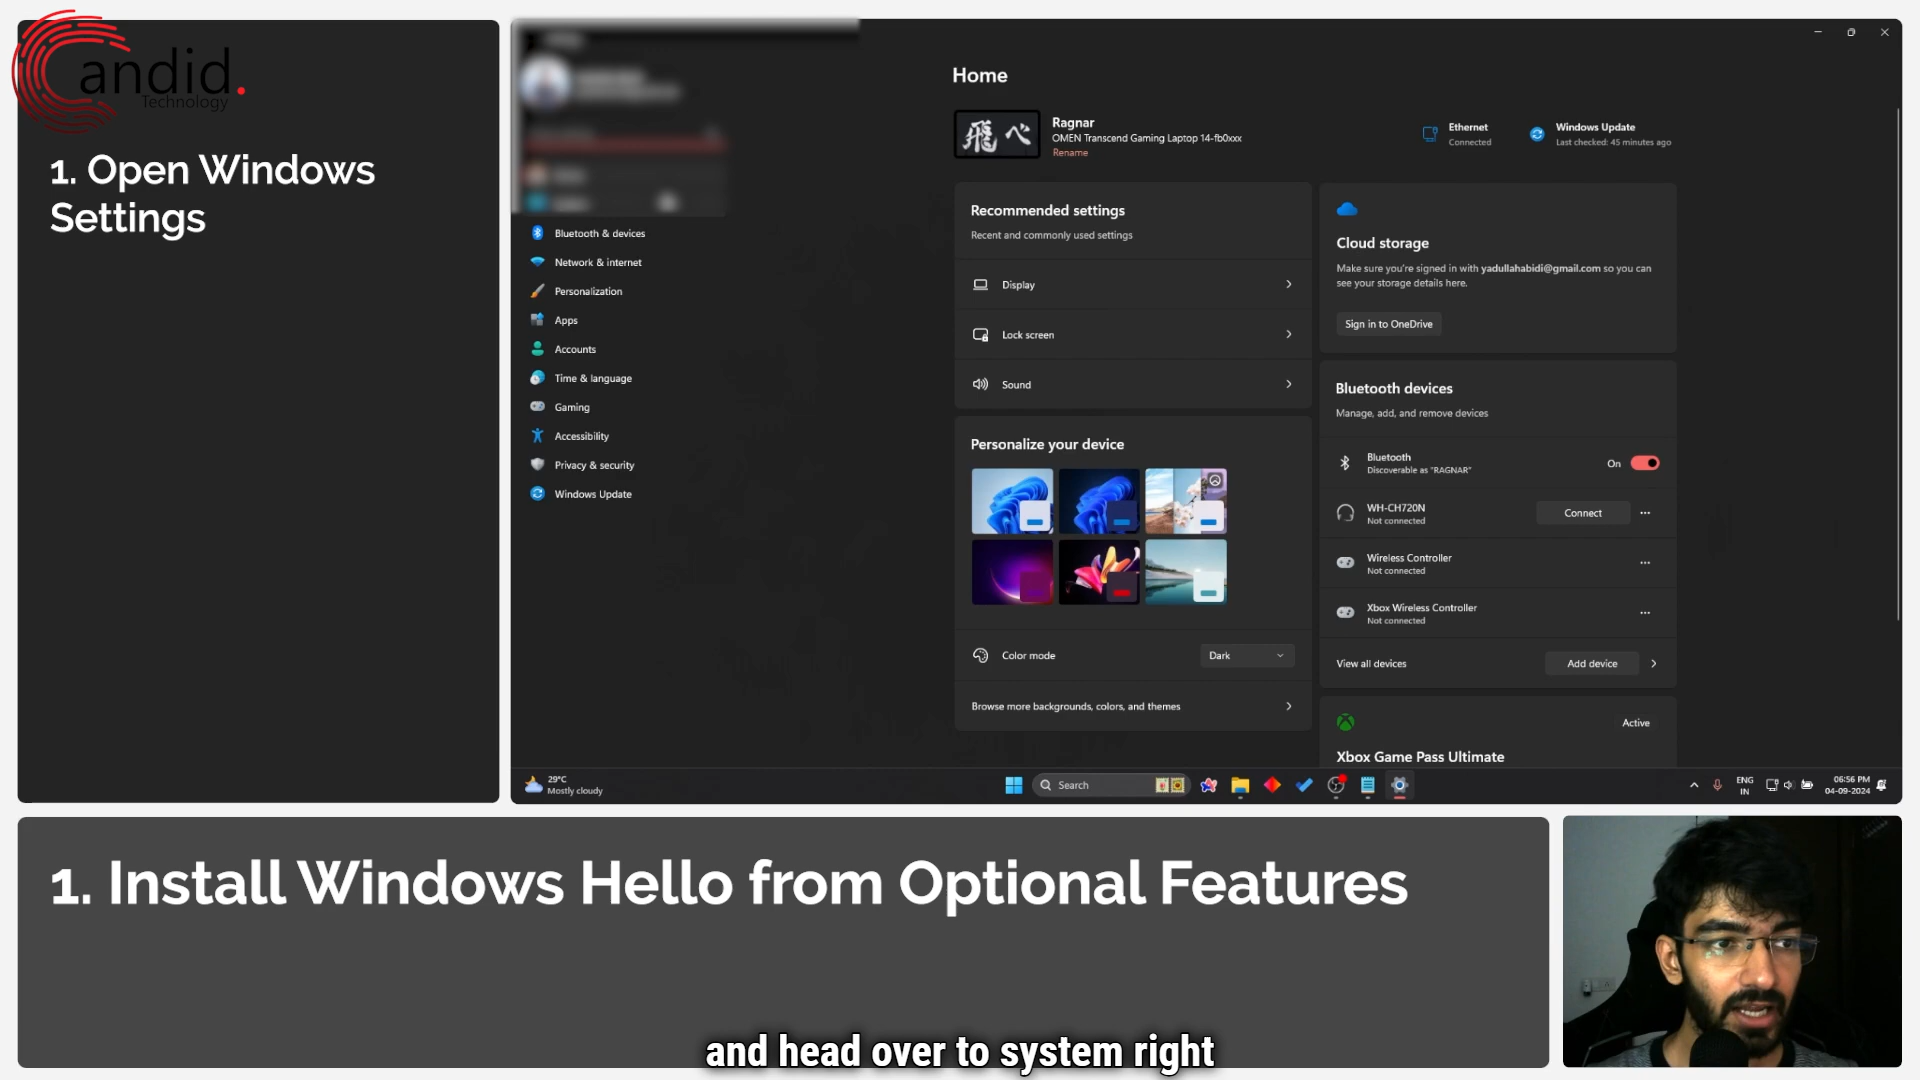 Candid.
Technology
1. Open Windows
Settings
Bluetooth & devices
Network & internet
Personalization
Apps
Accounts
Time & language
Gaming
Accessibility
Privacy & security
Windows Update
Home
飛べ
Ragnar
OMEN Transcend Gaming Laptop 14-fb0xxx
Rename
Ethernet
Connected
Windows Update
Last checked: 45 minutes ago
Recommended settings
Recent and commonly used settings
Display
Lock screen
Sound
Personalize your device
Color mode
Dark
Browse more backgrounds, colors, and themes
Cloud storage
Make sure you're signed in with yadullahabidi@gmail.com so you can
see your storage details here.
Sign in to OneDrive
Bluetooth devices
Manage, add, and remove devices
Bluetooth
Discoverable as "RAGNAR"
On
WH-CH720N
Not connected
Connect
Wireless Controller
Not connected
Xbox Wireless Controller
Not connected
View all devices
Add device
Active
Xbox Game Pass Ultimate
29°C
Mostly cloudy
Search
ENG
IN
06:56 PM
04-09-2024
1. Install Windows Hello from Optional Features
and head over to system right